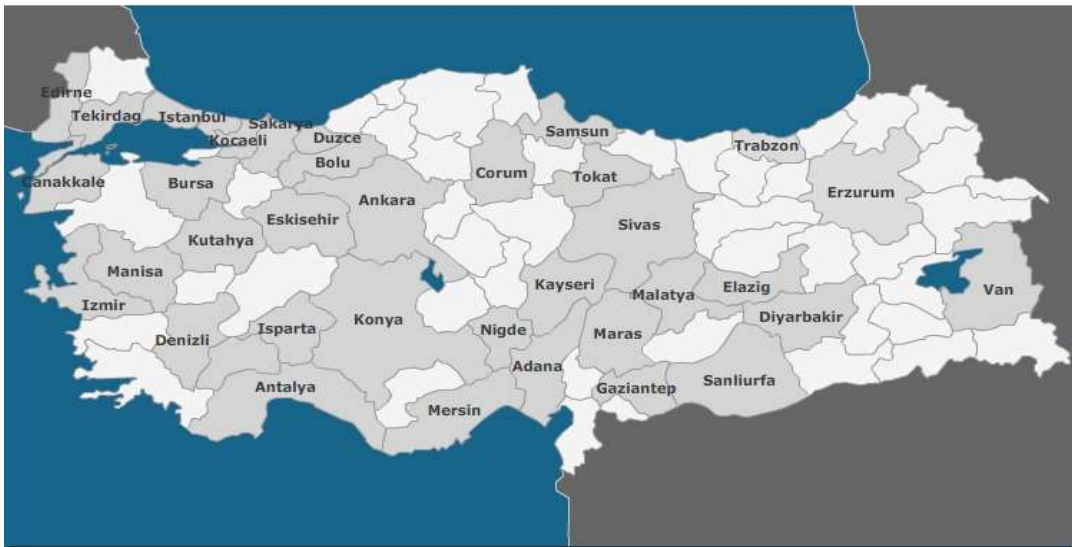 Edirne
Tekirdag
Istanbul
Kocaeli
Sakarya
Duzce
Bolu
Samsun
Trabzon
Canakkale
Bursa
Ankara
Corum
Tokat
Erzurum
Eskisehir
Kutahya
Sivas
Manisa
Kayseri
Malatya
Elazig
Van
Izmir
Konya
Diyarbakir
Denizli
Isparta
Nigde
Maras
Adana
Antalya
Mersin
Gaziantep
Sanliurfa